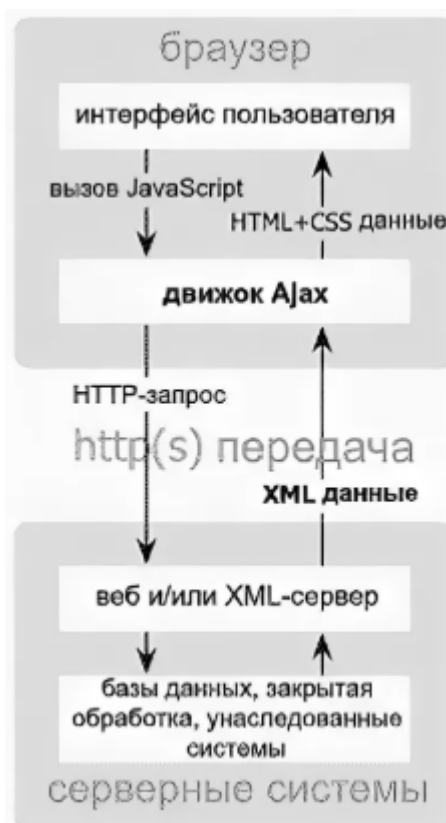 браузер
интерфейс пользователя
вызов JavaScript
HTML+CSS данные
движок Ajax
HTTP-запрос
http(s) передача
XML данные
веб и/или XML-сервер
базы данных, закрытая
обработка, унаследованные
системы
серверные системы